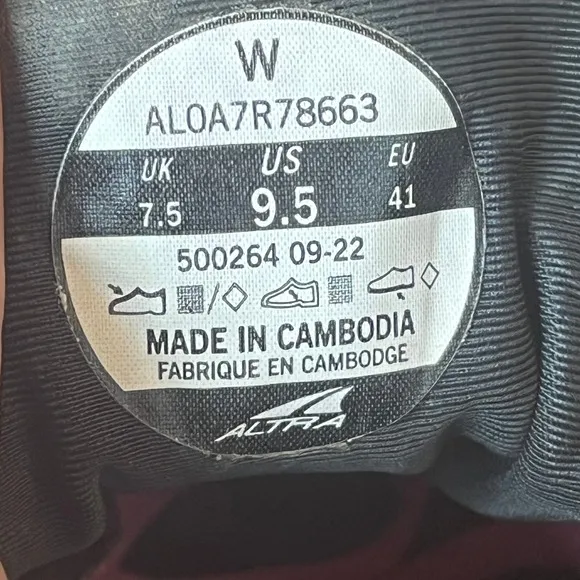 W
AL0A7R78663
UK US EU
7.5 9.5 41
500264 09-22
MADE IN CAMBODIA
FABRIQUE EN CAMBODGE
ALTRA